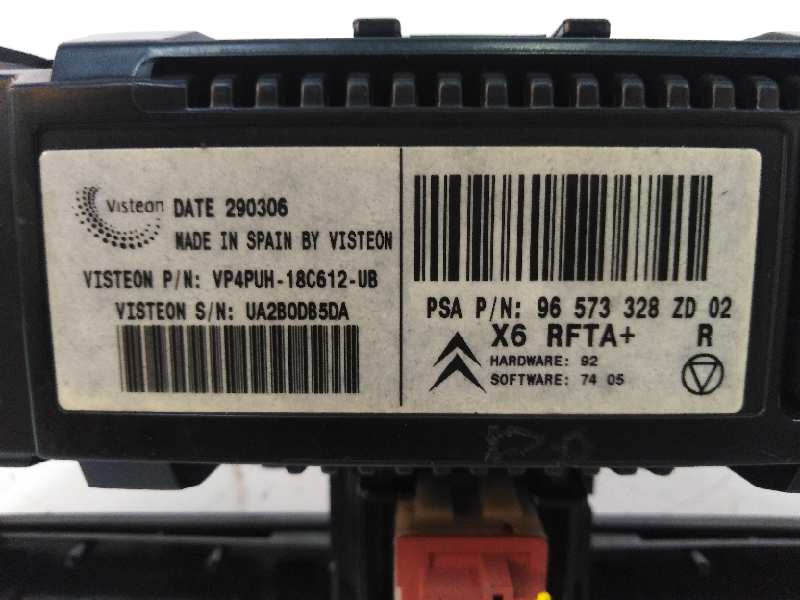 Visteon
DATE 290306
MADE IN SPAIN BY VISTEON
VISTEON P/N: VP4PUH-18C612-UB
VISTEON S/N: UA2B0DB5DA
PSA P/N: 96 573 328 ZD 02
X6 RFTA+ R
HARDWARE: 92
SOFTWARE: 74 05